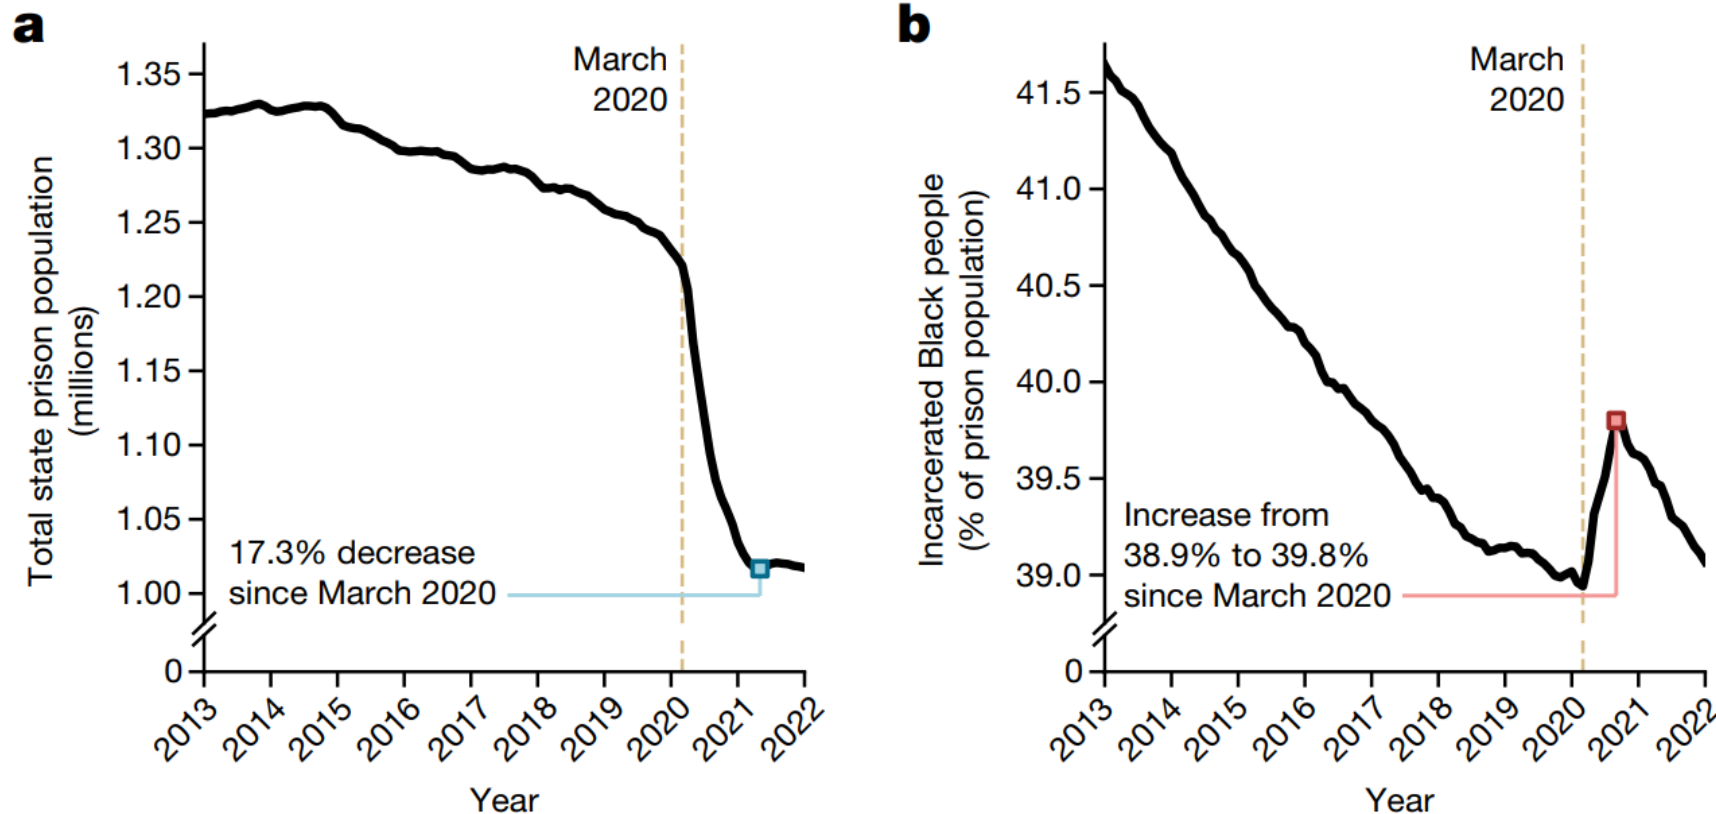 a
Total state prison population
(millions)
1.35
1.30
1.25
1.20
1.15
1.10
1.05
1.00
0
March
2020
17.3% decrease
since March 2020
2013
2014
2015
2016
2017
2018
2019
2020
2021
2022
Year
b
Incarcerated Black people
(% of prison population)
41.5
41.0
40.5
40.0
39.5
39.0
0
March
2020
Increase from
38.9% to 39.8%
since March 2020
2013
2014
2015
2016
2017
2018
2019
2020
2021
2022
Year